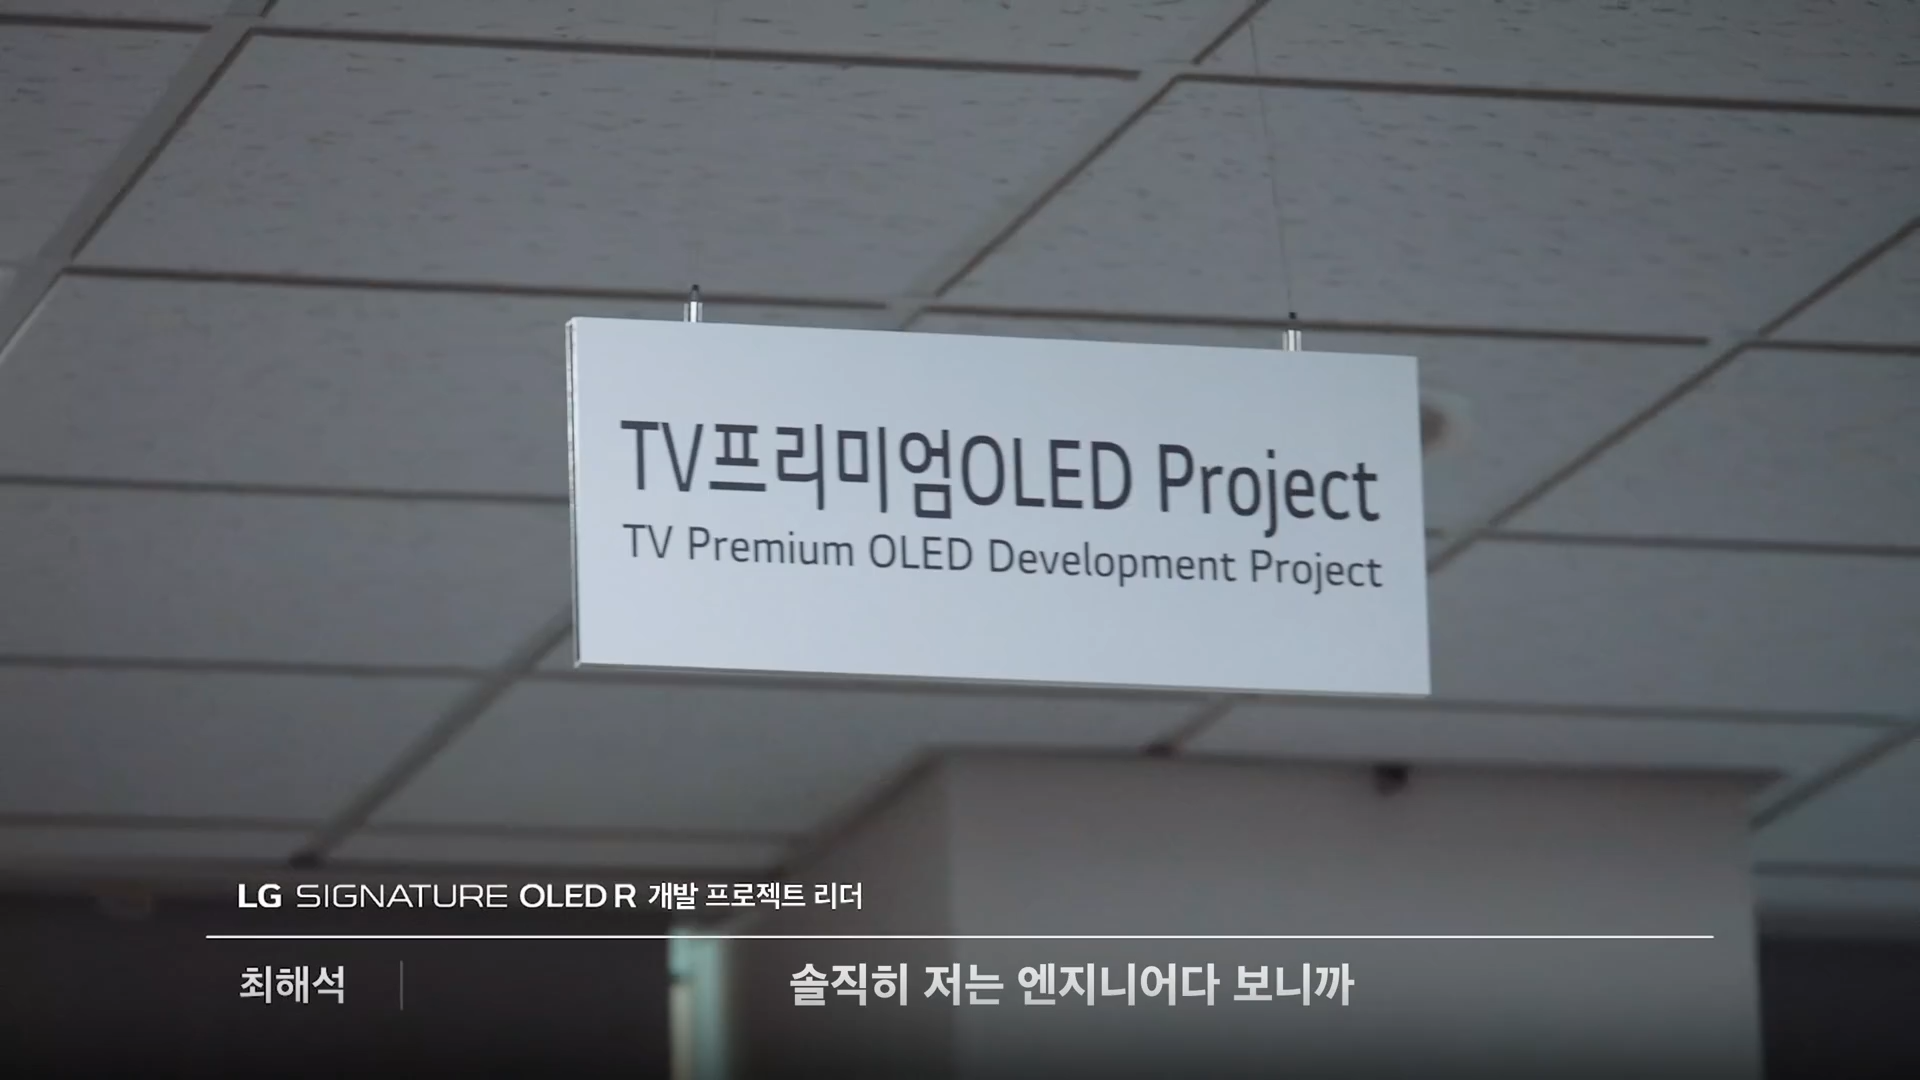 TV프리미엄OLED Project
TV Premium OLED Development Project
LG SIGNATURE OLED R 개발 프로젝트 리더
최해석
솔직히 저는 엔지니어다 보니까